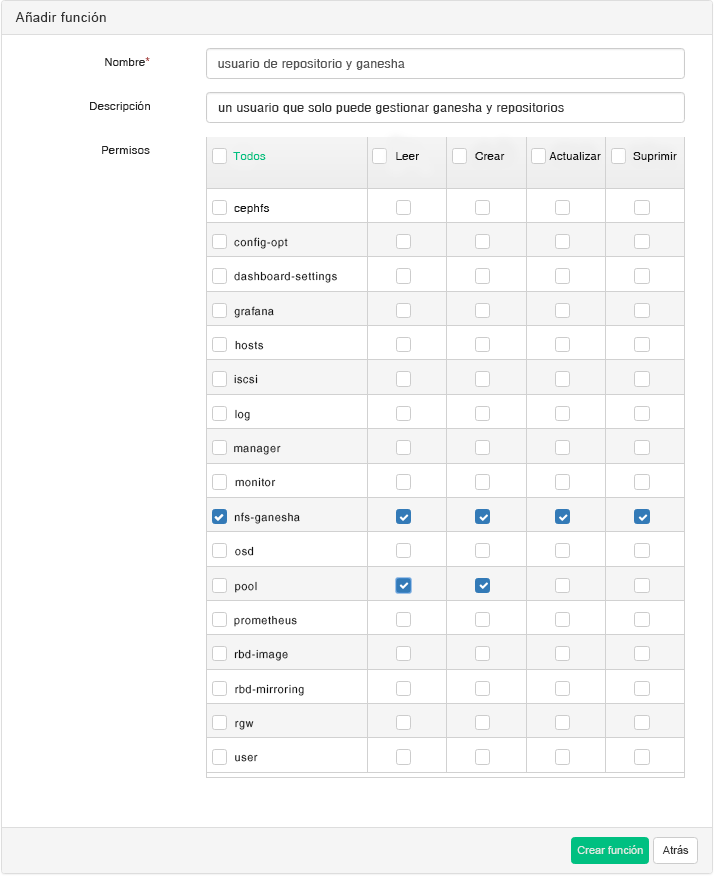 Añadir función
Nombre*
usuario de repositorio y ganesha
Descripción
un usuario que solo puede gestionar ganesha y repositorios
Permisos
Todos Leer Crear Actualizar Suprimir
cephfs
config-opt
dashboard-settings
grafana
hosts
iscsi
log
manager
monitor
nfs-ganesha
osd
pool
prometheus
rbd-image
rbd-mirroring
rgw
user
Crear función Atrás